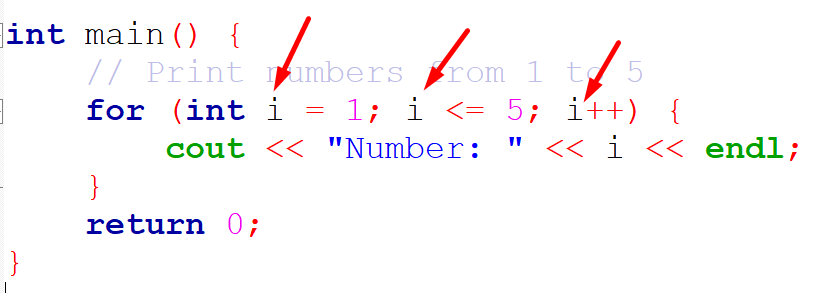 int main() {
    // Print numbers from 1 to 5
    for (int i = 1; i <= 5; i++) {
        cout << "Number: " << i << endl;
    }
    return 0;
}